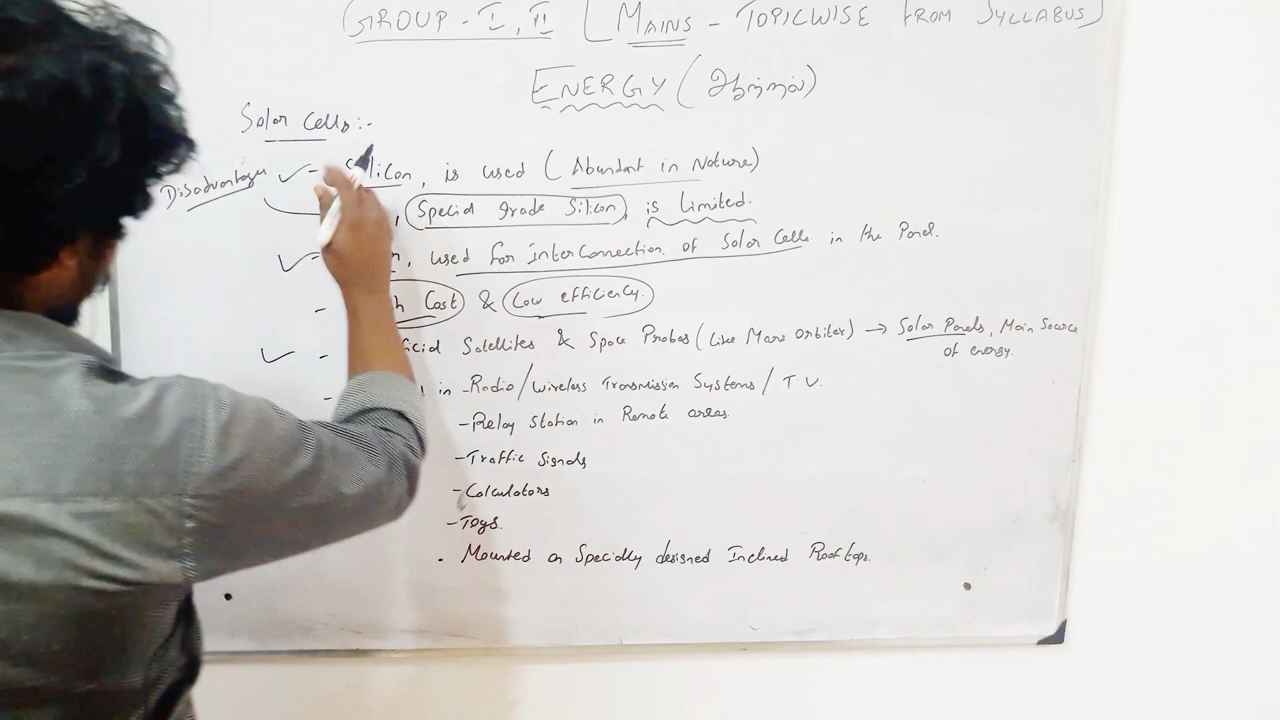 GROUP - I, II ( MAINS - TOPICWISE FROM SYLLABUS )
ENERGY (ஆற்றல்)
Solar Cells :-
Disadvantages
- Silicon, is used (Abundant in Nature)
, Special grade Silicon, is limited.
, used for Interconnection of Solar Cells in the Panel.
- Cost & Low efficiency.
- Satellites & Space Probes (Like Mars Orbiter) → Solar Panels, Main Source
of energy.
- in - Radio/Wireless Transmission Systems/T.V.
- Relay Station in Remote areas.
- Traffic Signals
- Calculators
- Toys.
. Mounted on Specially designed Inclined Rooftops.